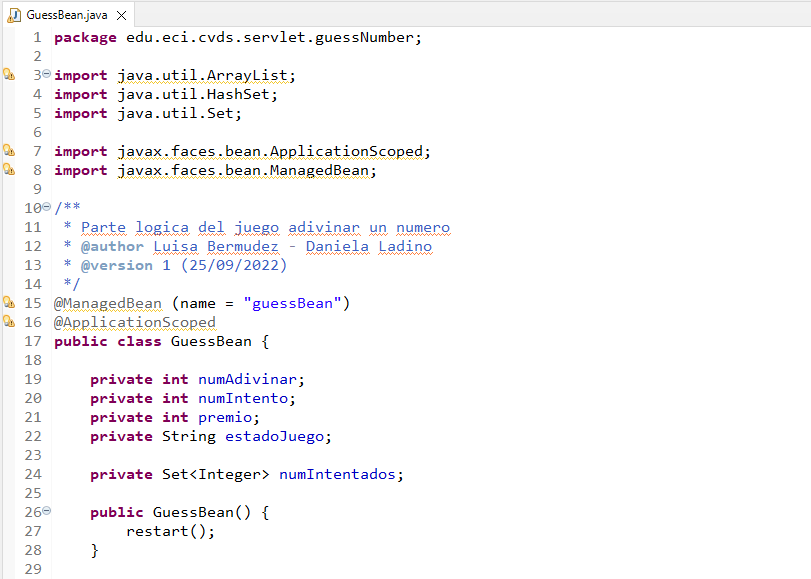 GuessBean.java
1 package edu.eci.cvds.servlet.guessNumber;
2
3 import java.util.ArrayList;
4 import java.util.HashSet;
5 import java.util.Set;
6
7 import javax.faces.bean.ApplicationScoped;
8 import javax.faces.bean.ManagedBean;
9
10 /**
11 * Parte logica del juego adivinar un numero
12 * @author Luisa Bermudez - Daniela Ladino
13 * @version 1 (25/09/2022)
14 */
15 @ManagedBean (name = "guessBean")
16 @ApplicationScoped
17 public class GuessBean {
18
19 private int numAdivinar;
20 private int numIntento;
21 private int premio;
22 private String estadoJuego;
23
24 private Set<Integer> numIntentados;
25
26 public GuessBean() {
27 restart();
28 }
29